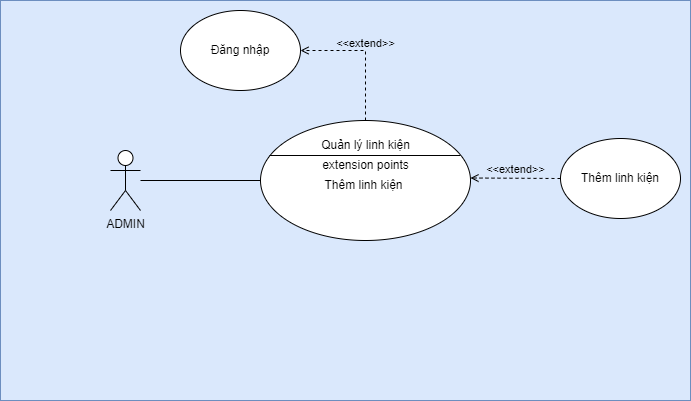 Đăng nhập
<<extend>>
Quản lý linh kiện
extension points
Thêm linh kiện
<<extend>>
Thêm linh kiện
ADMIN